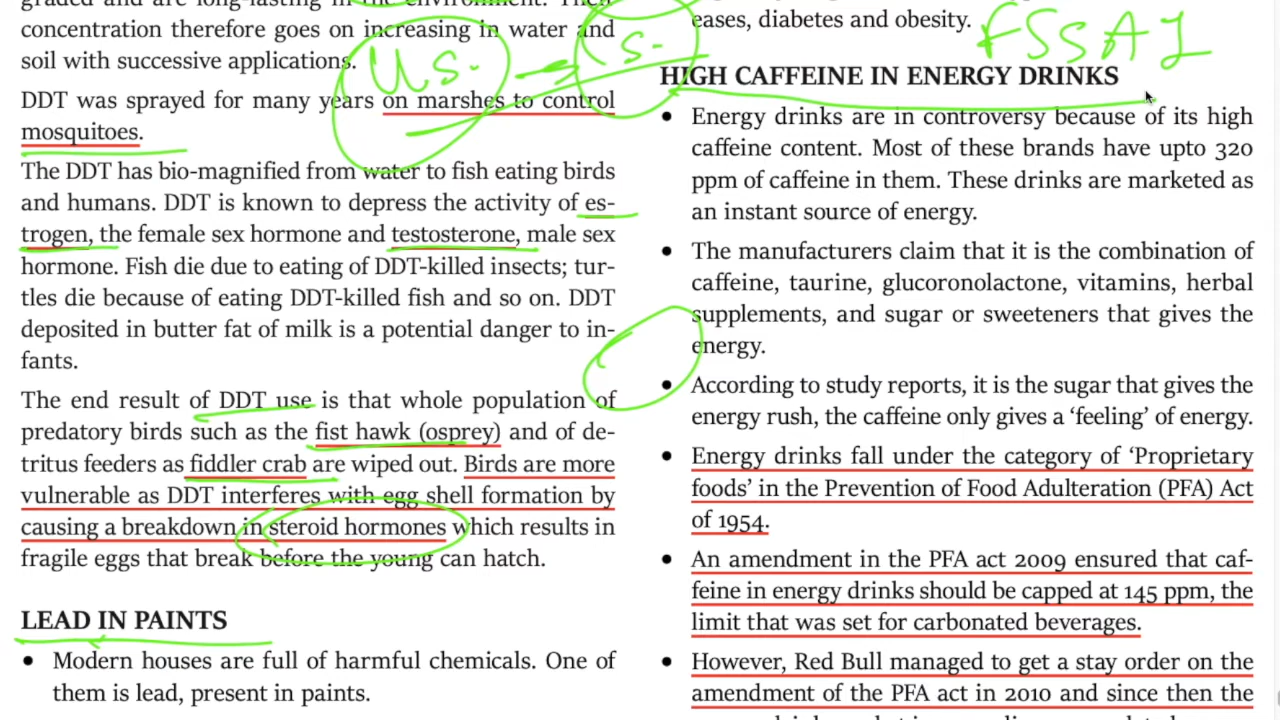 graded and are long-lasting in the environment. Their
concentration therefore goes on increasing in water and
soil with successive applications.
DDT was sprayed for many years on marshes to control
mosquitoes.
The DDT has bio-magnified from water to fish eating birds
and humans. DDT is known to depress the activity of es-
trogen, the female sex hormone and testosterone, male sex
hormone. Fish die due to eating of DDT-killed insects; tur-
tles die because of eating DDT-killed fish and so on. DDT
deposited in butter fat of milk is a potential danger to in-
fants.
The end result of DDT use is that whole population of
predatory birds such as the fist hawk (osprey) and of de-
tritus feeders as fiddler crab are wiped out. Birds are more
vulnerable as DDT interferes with egg shell formation by
causing a breakdown in steroid hormones which results in
fragile eggs that break before the young can hatch.
LEAD IN PAINTS
• Modern houses are full of harmful chemicals. One of
them is lead, present in paints.
US.
S.
eases, diabetes and obesity.
FSSAI
HIGH CAFFEINE IN ENERGY DRINKS
• Energy drinks are in controversy because of its high
caffeine content. Most of these brands have upto 320
ppm of caffeine in them. These drinks are marketed as
an instant source of energy.
• The manufacturers claim that it is the combination of
caffeine, taurine, glucoronolactone, vitamins, herbal
supplements, and sugar or sweeteners that gives the
energy.
• According to study reports, it is the sugar that gives the
energy rush, the caffeine only gives a ‘feeling’ of energy.
• Energy drinks fall under the category of ‘Proprietary
foods’ in the Prevention of Food Adulteration (PFA) Act
of 1954.
• An amendment in the PFA act 2009 ensured that caf-
feine in energy drinks should be capped at 145 ppm, the
limit that was set for carbonated beverages.
• However, Red Bull managed to get a stay order on the
amendment of the PFA act in 2010 and since then the